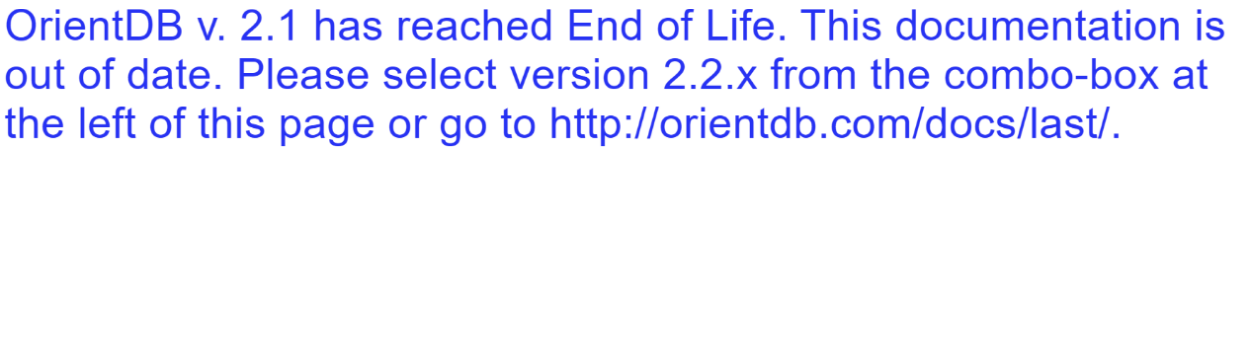 OrientDB v. 2.1 has reached End of Life. This documentation is
out of date. Please select version 2.2.x from the combo-box at
the left of this page or go to http://orientdb.com/docs/last/.